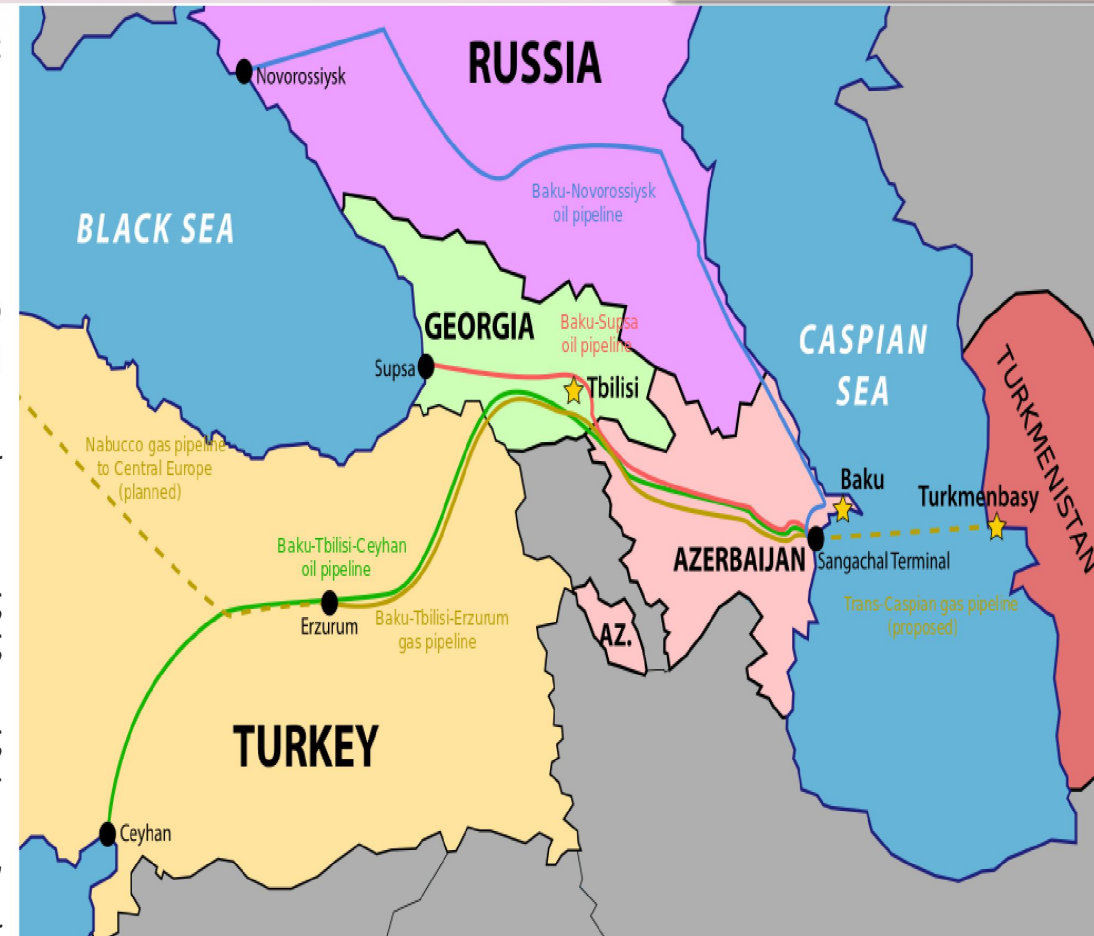 RUSSIA
Novorossiysk
Baku-Novorossiysk
oil pipeline
BLACK SEA
GEORGIA
Baku-Supsa
oil pipeline
CASPIAN
SEA
Supsa
Tbilisi
TURKMENISTAN
Nabucco gas pipeline
to Central Europe
(planned)
Baku
Turkmenbasy
Baku-Tbilisi-Ceyhan
oil pipeline
AZERBAIJAN
Sangachal Terminal
Trans-Caspian gas pipeline
(proposed)
Erzurum
Baku-Tbilisi-Erzurum
gas pipeline
AZ.
TURKEY
Ceyhan